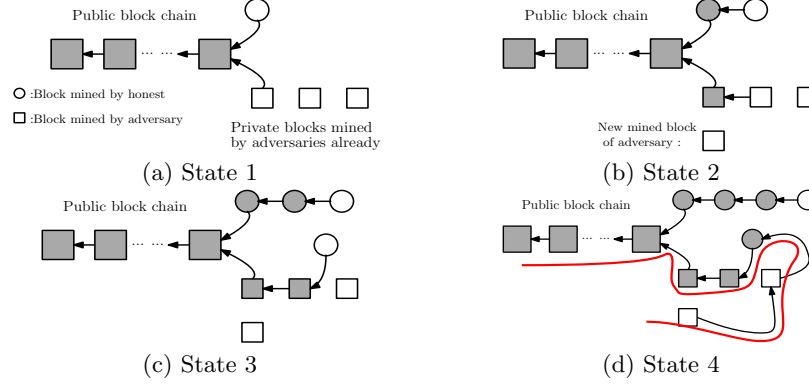 Public block chain
... ...
:Block mined by honest
:Block mined by adversary
Private blocks mined
by adversaries already
(a) State 1
Public block chain
... ...
New mined block
of adversary :
(b) State 2
Public block chain
... ...
(c) State 3
Public block chain
... ...
(d) State 4